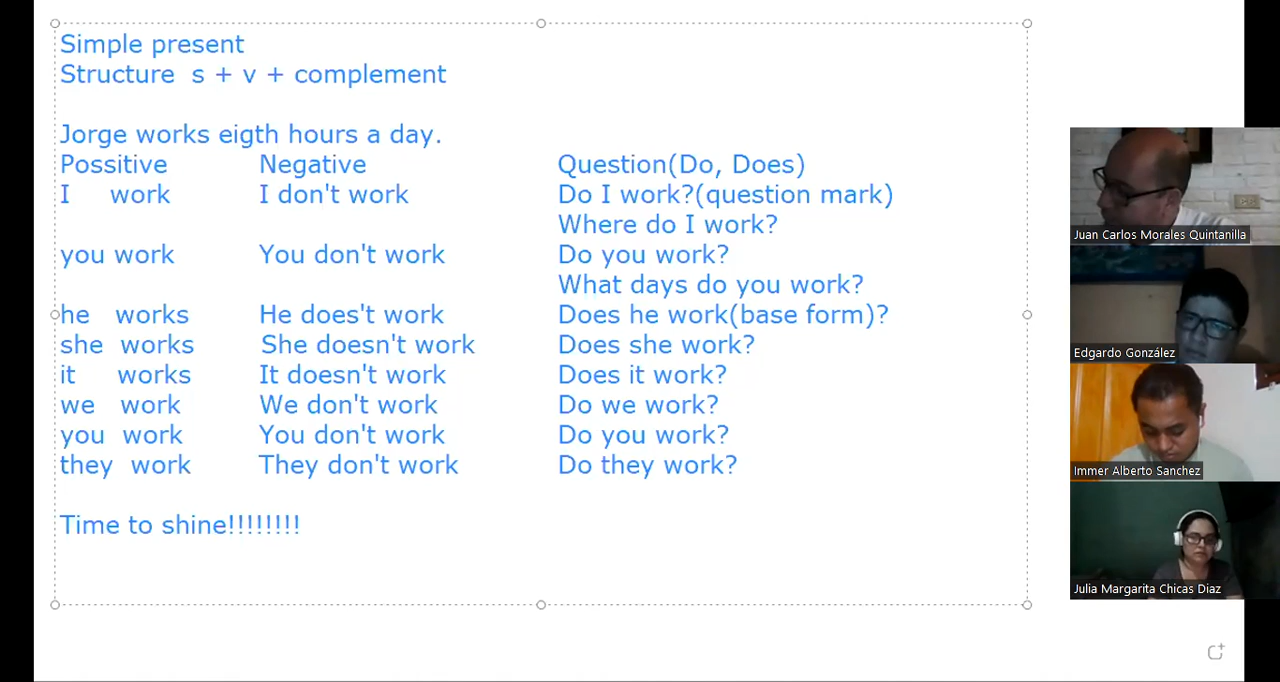 Simple present
Structure s + v + complement
Jorge works eigth hours a day.
Possitive Negative Question(Do, Does)
I work I don't work Do I work?(question mark)
Where do I work?
you work You don't work Do you work?
What days do you work?
he works He does't work Does he work(base form)?
she works She doesn't work Does she work?
it works It doesn't work Does it work?
we work We don't work Do we work?
you work You don't work Do you work?
they work They don't work Do they work?
Time to shine!!!!!!!!
Juan Carlos Morales Quintanilla
Edgardo González
Immer Alberto Sanchez
Julia Margarita Chicas Diaz